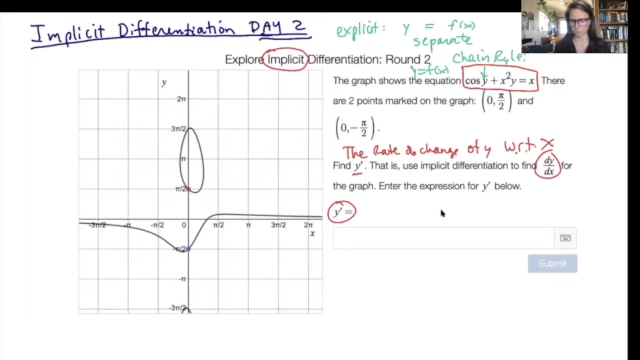 Implicit Differentiation DAY 2
explicit: y = f(x)
separate
Chain Rule:
y=f(x)
Explore Implicit Differentiation: Round 2
The graph shows the equation cos y + x²y = x. There
are 2 points marked on the graph: (0, π/2) and
(0, −π/2).
The Rate of change of y w.r.t. x
Find y′. That is, use implicit differentiation to find dy/dx for
the graph. Enter the expression for y′ below.
y′ =
Submit
y
2π
3π/2
π
π/2
-3π/2
-π
-π/2
π/2
π
3π/2
2π
x
-π/2
-π
-3π/2